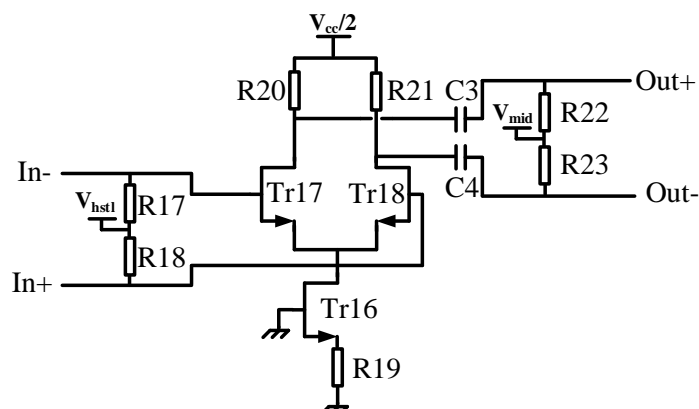 Vcc/2
R20
R21
C3
Out+
Vmid
R22
In-
R23
Tr17
Tr18
C4
Vhst1
R17
Out-
R18
In+
Tr16
R19